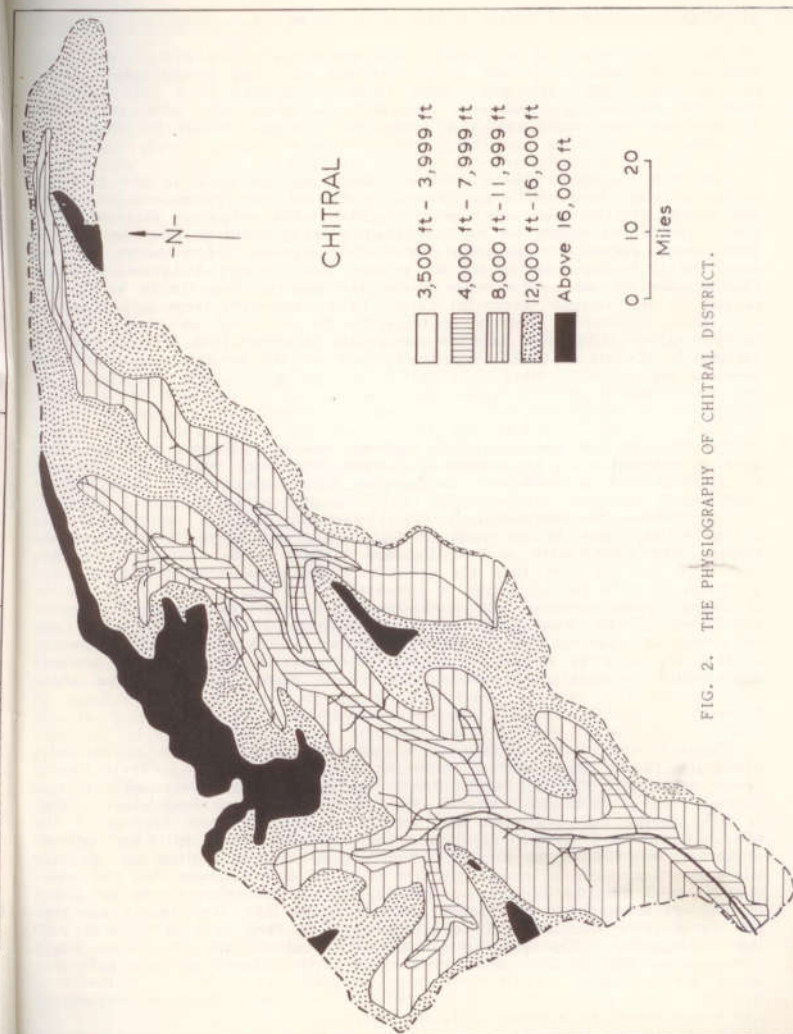 -N-
CHITRAL
3,500 ft - 3,999 ft
4,000 ft - 7,999 ft
8,000 ft - 11,999 ft
12,000 ft - 16,000 ft
Above 16,000 ft
0 10 20
Miles
FIG. 2. THE PHYSIOGRAPHY OF CHITRAL DISTRICT.